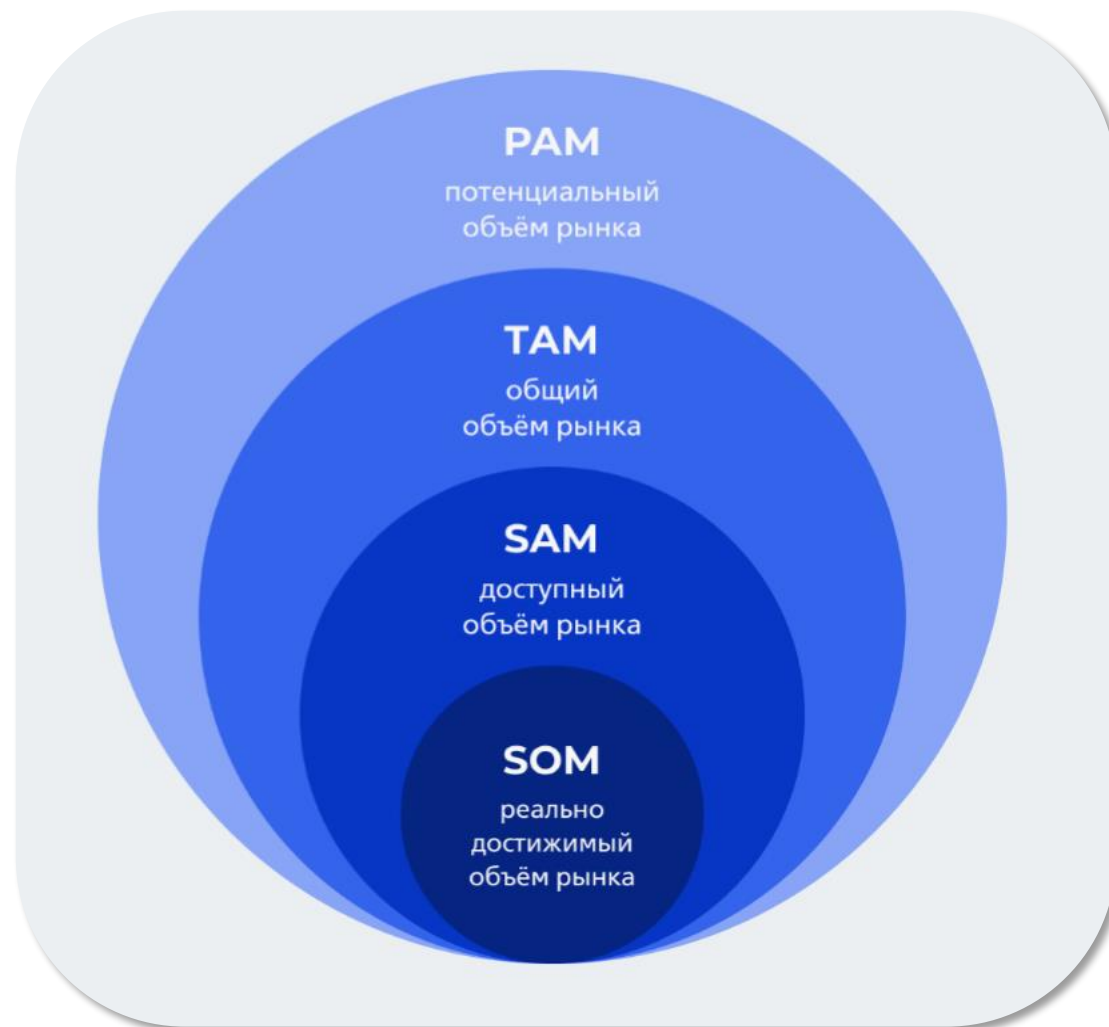 PAM
потенциальный
объём рынка
TAM
общий
объём рынка
SAM
доступный
объём рынка
SOM
реально
достижимый
объём рынка